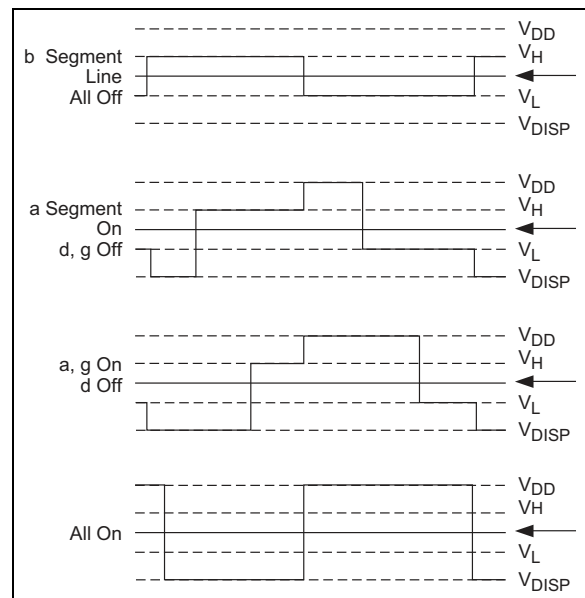 V_DD
b Segment V_H
Line
All Off V_L
V_DISP
V_DD
a Segment V_H
On
d, g Off V_L
V_DISP
V_DD
a, g On V_H
d Off
V_L
V_DISP
V_DD
VH
All On
V_L
V_DISP